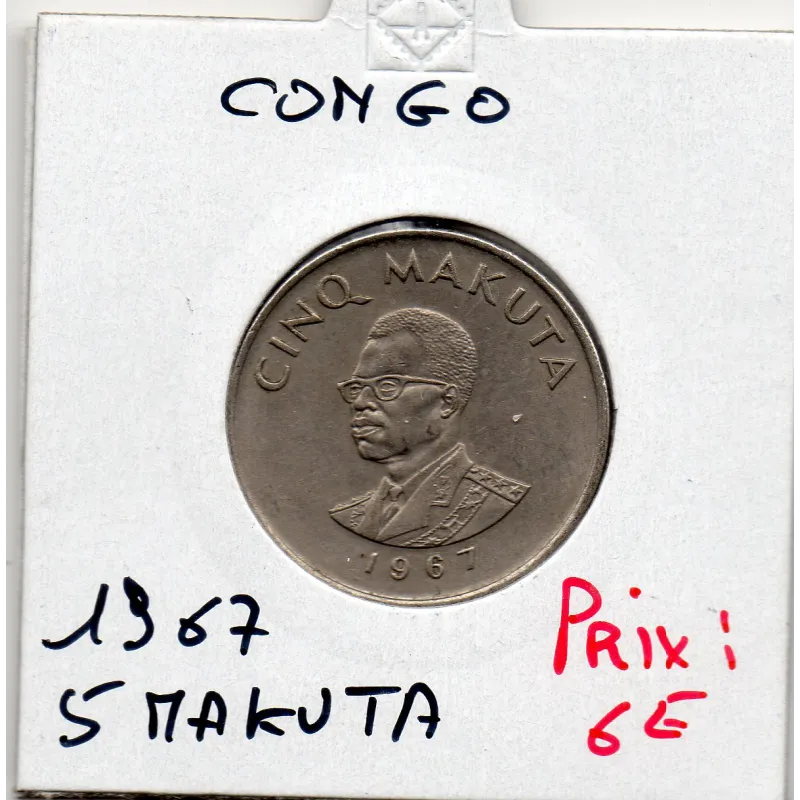 CONGO
CINQ MAKUTA
1967
1967
5 MAKUTA
PRix :
6E